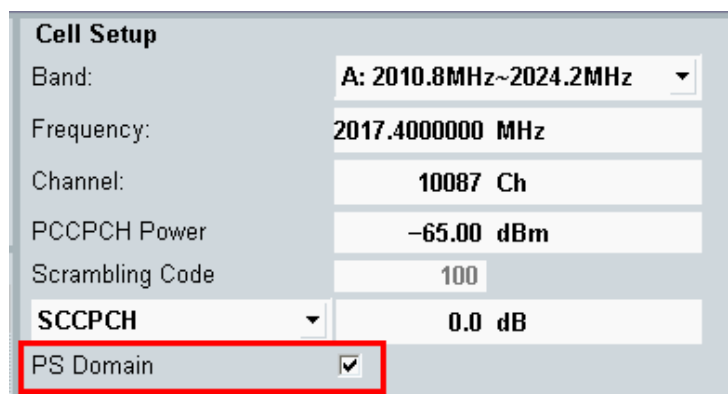 Cell Setup
Band: A: 2010.8MHz~2024.2MHz
Frequency: 2017.4000000 MHz
Channel: 10087 Ch
PCCPCH Power −65.00 dBm
Scrambling Code 100
SCCPCH 0.0 dB
PS Domain